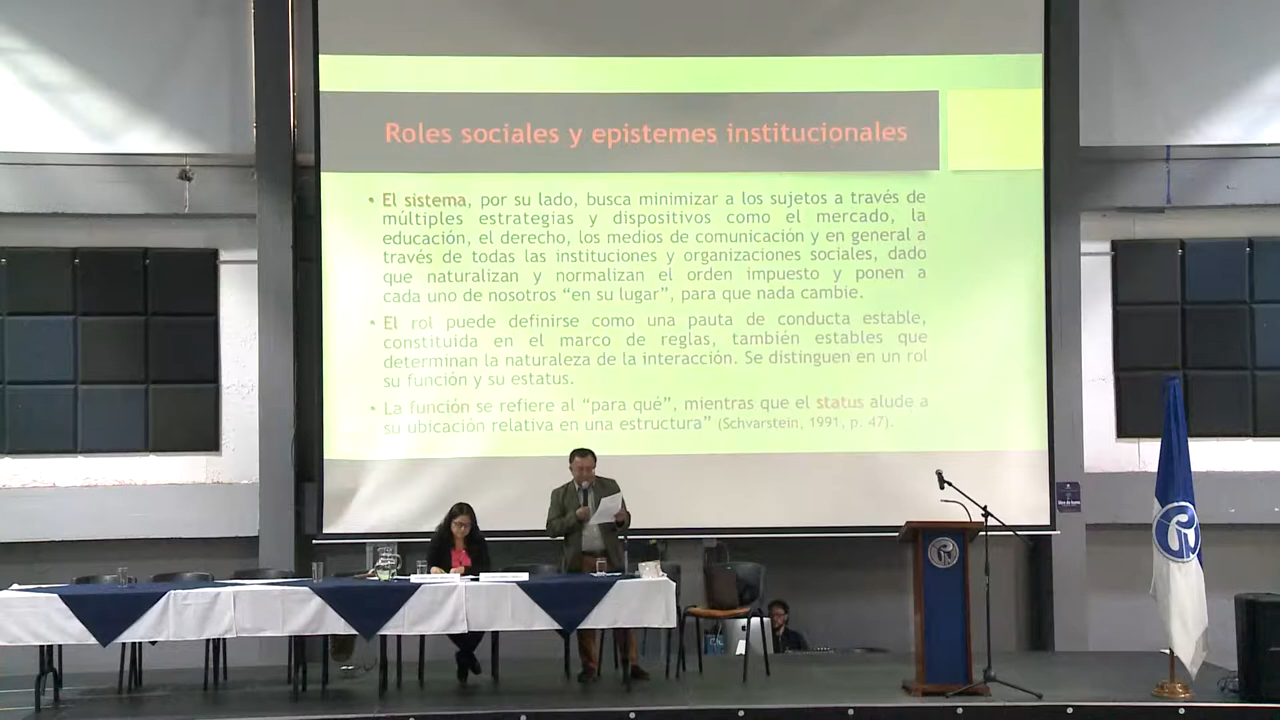 Roles sociales y epistemes institucionales
• El sistema, por su lado, busca minimizar a los sujetos a través de
múltiples estrategias y dispositivos como el mercado, la
educación, el derecho, los medios de comunicación y en general a
través de todas las instituciones y organizaciones sociales, dado
que naturalizan y normalizan el orden impuesto y ponen a
cada uno de nosotros “en su lugar”, para que nada cambie.
• El rol puede definirse como una pauta de conducta estable,
constituida en el marco de reglas, también estables que
determinan la naturaleza de la interacción. Se distinguen en un rol
su función y su estatus.
• La función se refiere al “para qué”, mientras que el status alude a
su ubicación relativa en una estructura” (Schvarstein, 1991, p. 47).